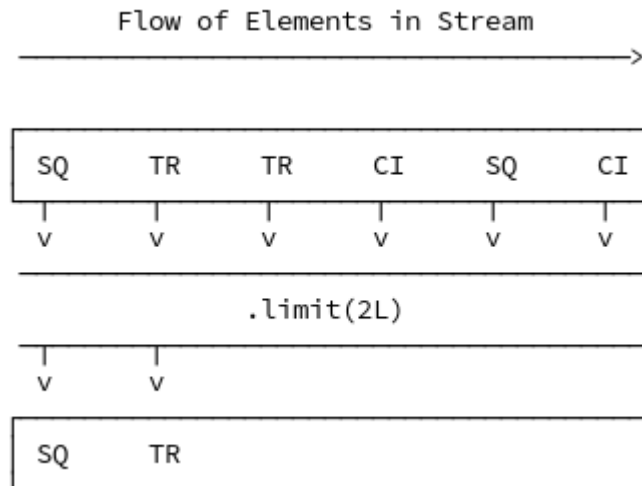 Flow of Elements in Stream
SQ TR TR CI SQ CI
v v v v v v
.limit(2L)
v v
SQ TR